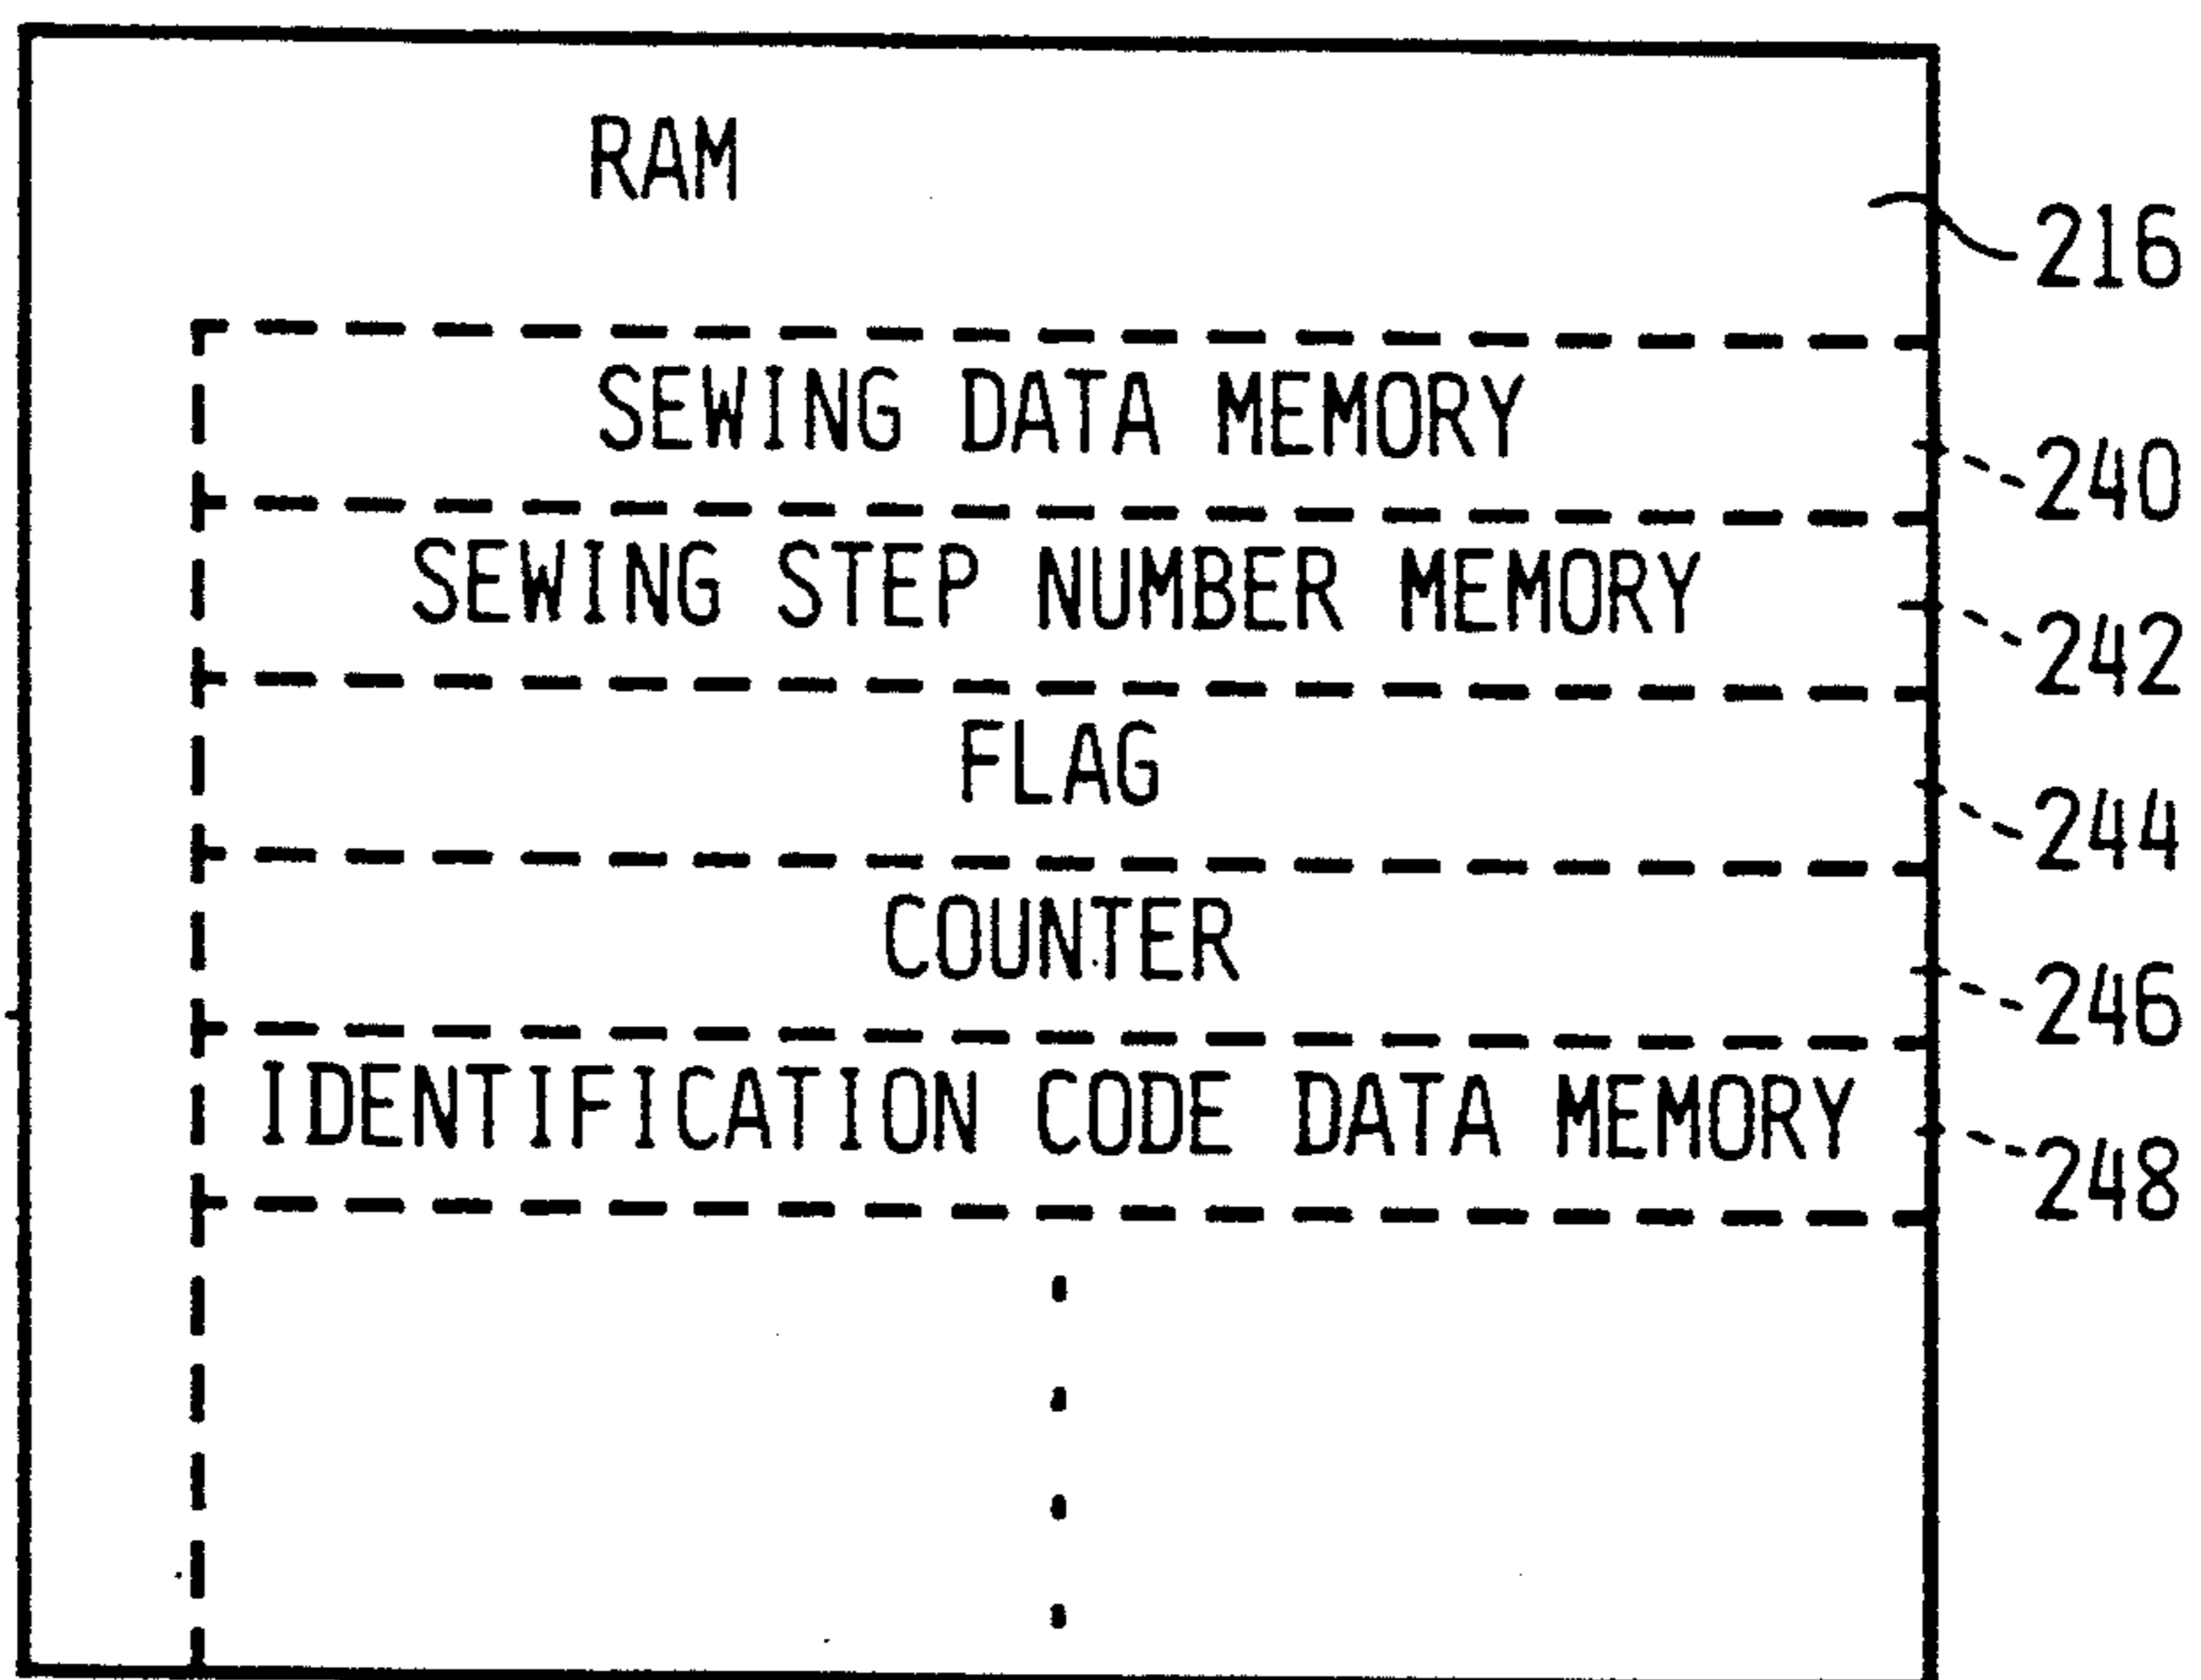 RAM
216
SEWING DATA MEMORY
240
SEWING STEP NUMBER MEMORY
242
FLAG
244
COUNTER
246
IDENTIFICATION CODE DATA MEMORY
248